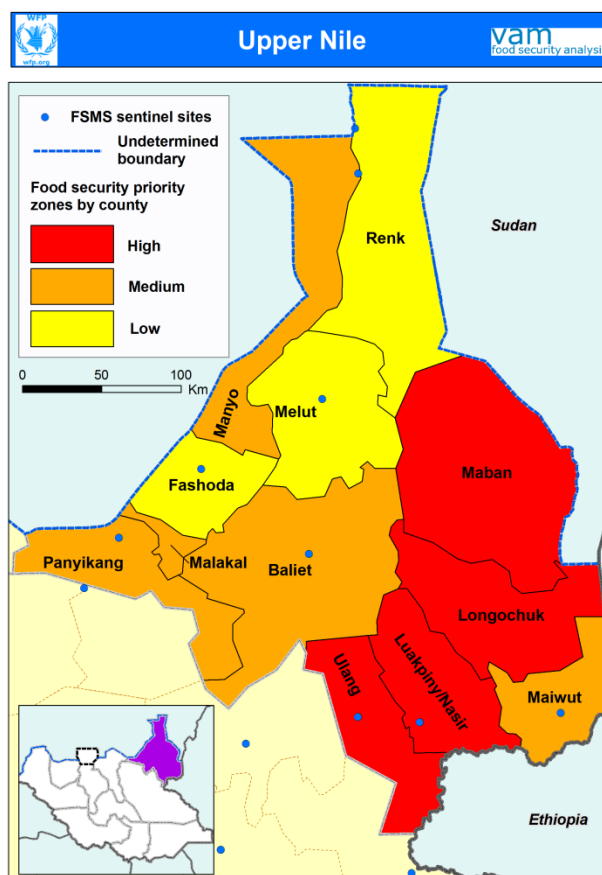 WFP
wfp.org
Upper Nile
vam
food security analysis
FSMS sentinel sites
Undetermined
boundary
Food security priority
zones by county
High
Medium
Low
0 50 100
Km
Sudan
Renk
Manyo
Melut
Maban
Fashoda
Panyikang
Malakal
Baliet
Longochuk
Ulang
Luakpiny/Nasir
Maiwut
Ethiopia